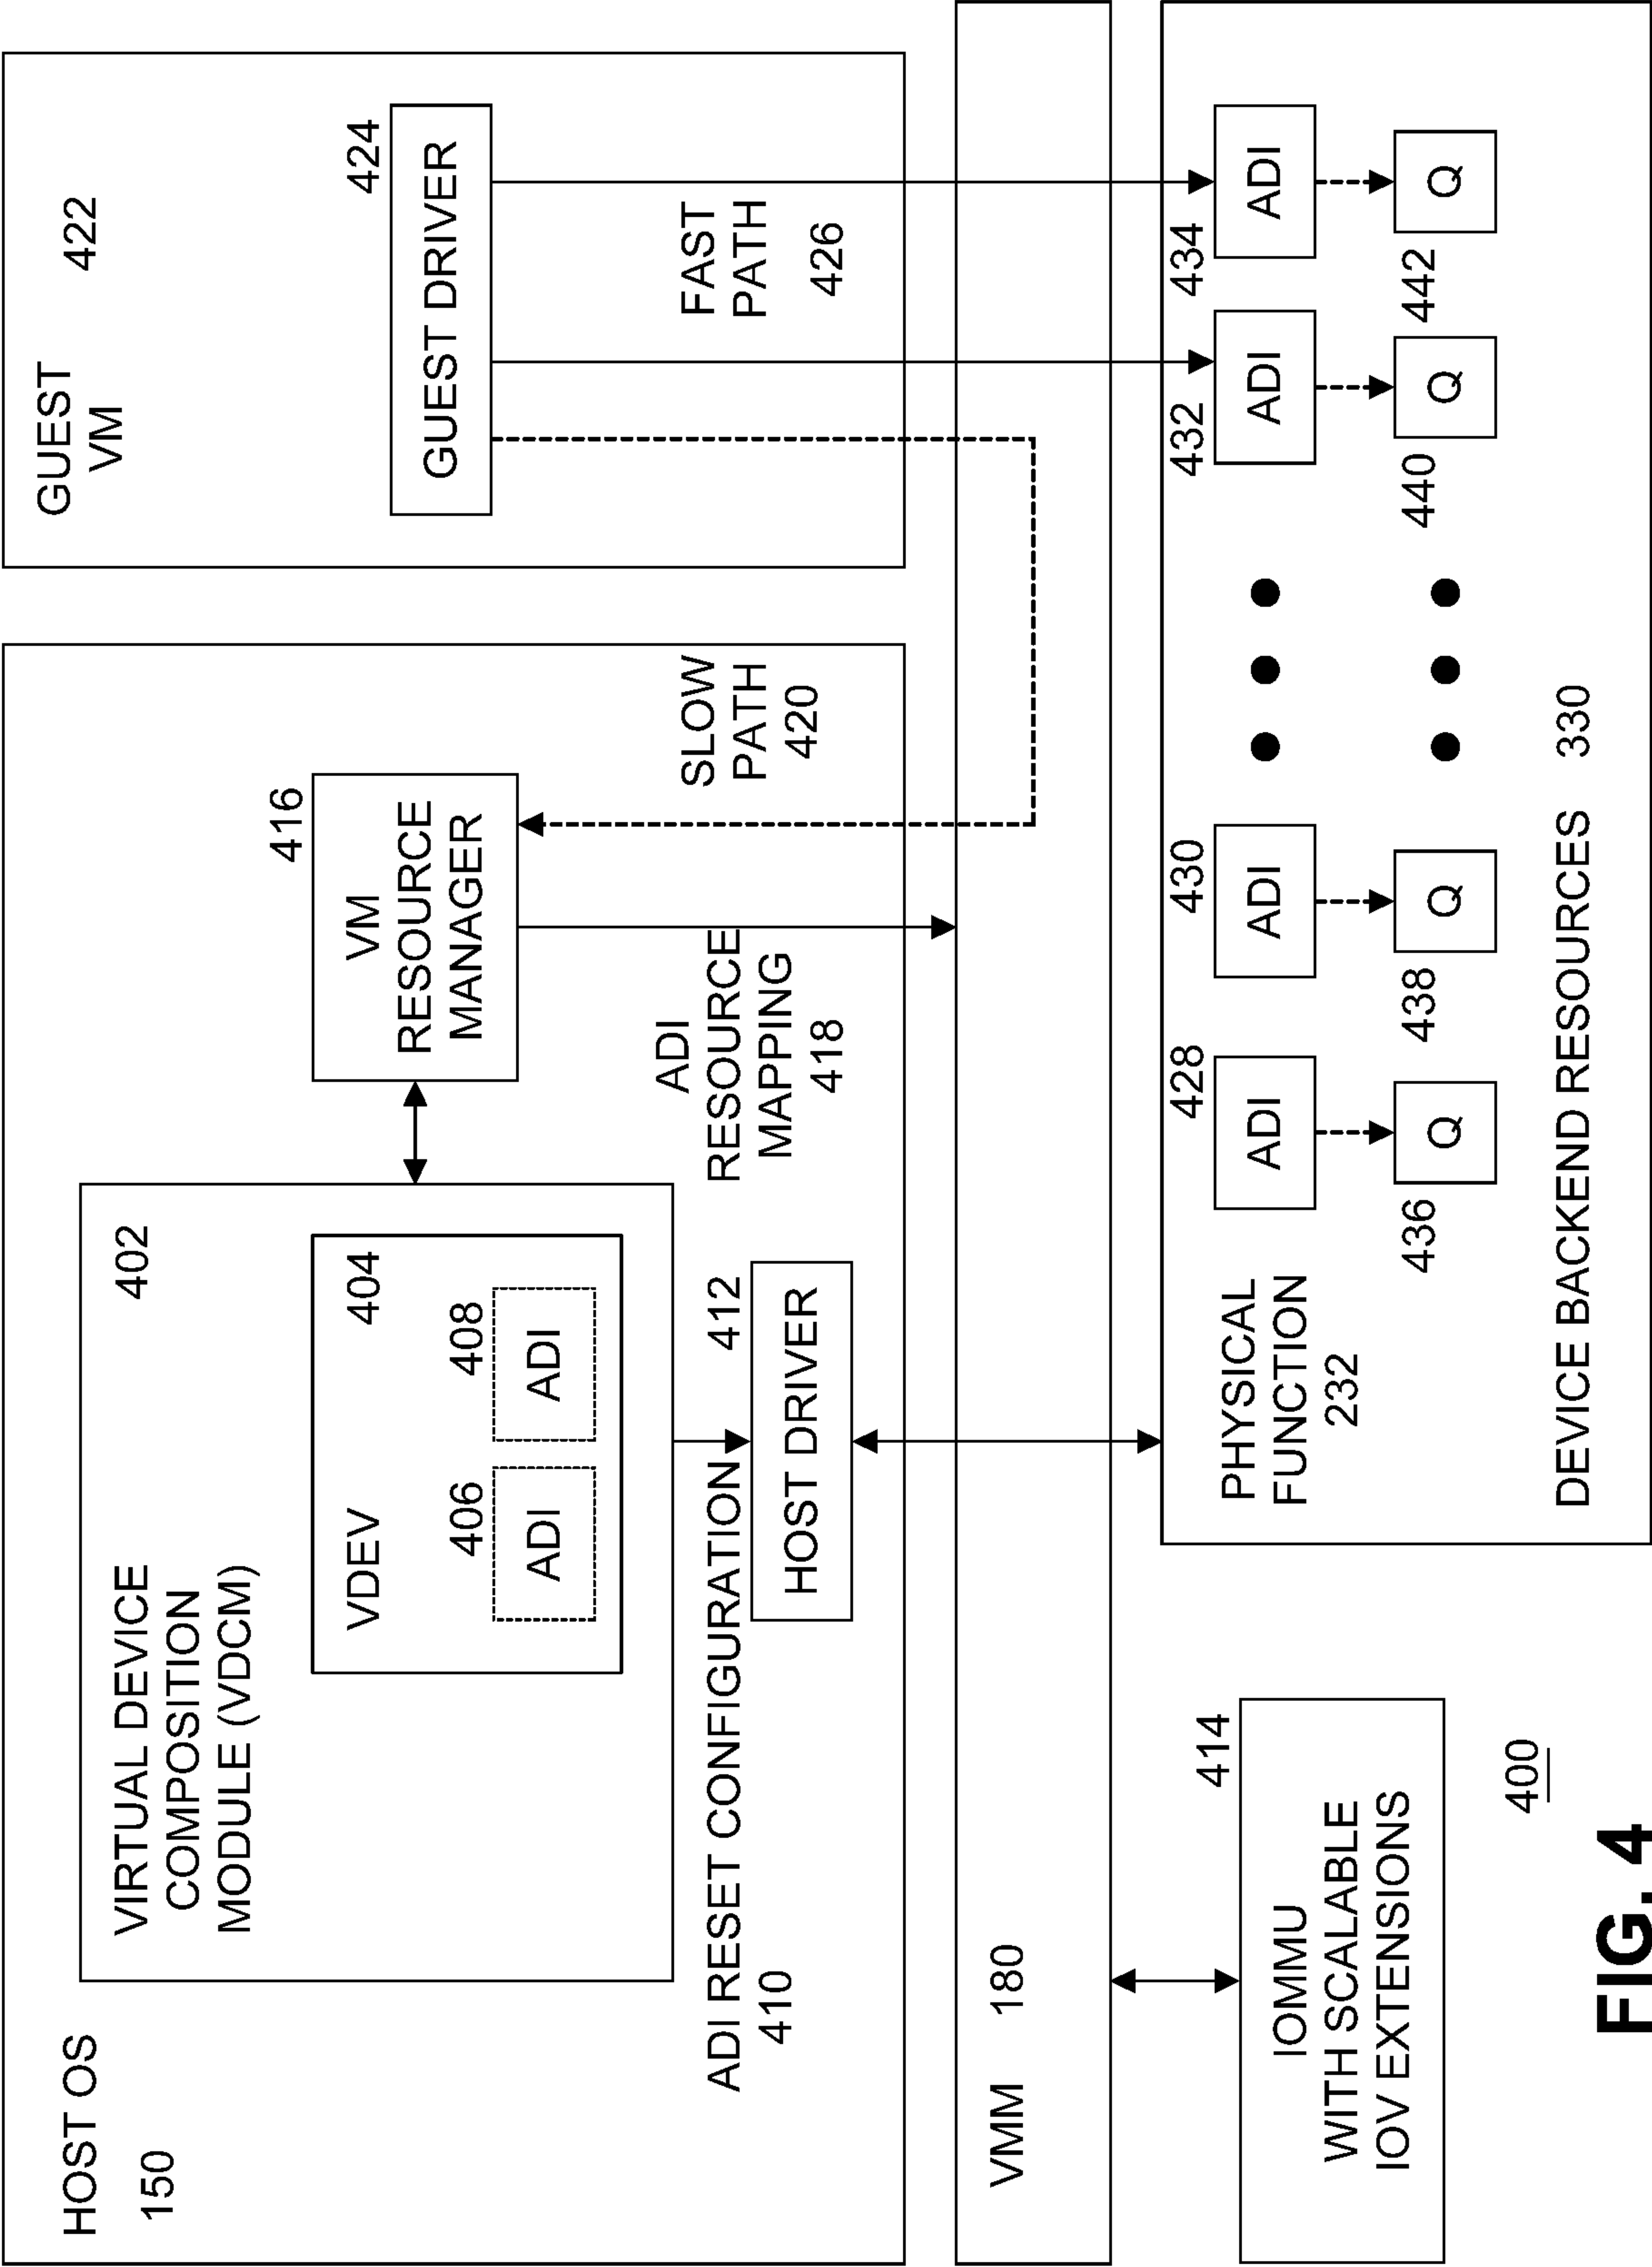 HOST OS
150
VIRTUAL DEVICE
COMPOSITION
MODULE (VDCM)
402
VDEV
404
406
ADI
408
ADI
ADI RESET CONFIGURATION
410
412
HOST DRIVER
416
VM
RESOURCE
MANAGER
ADI
RESOURCE
MAPPING
418
SLOW
PATH
420
GUEST
VM
422
424
GUEST DRIVER
FAST
PATH
426
VMM 180
414
IOMMU
WITH SCALABLE
IOV EXTENSIONS
PHYSICAL
FUNCTION
232
428
ADI
430
ADI
432
ADI
434
ADI
436
Q
438
Q
440
Q
442
Q
DEVICE BACKEND RESOURCES 330
400
FIG. 4